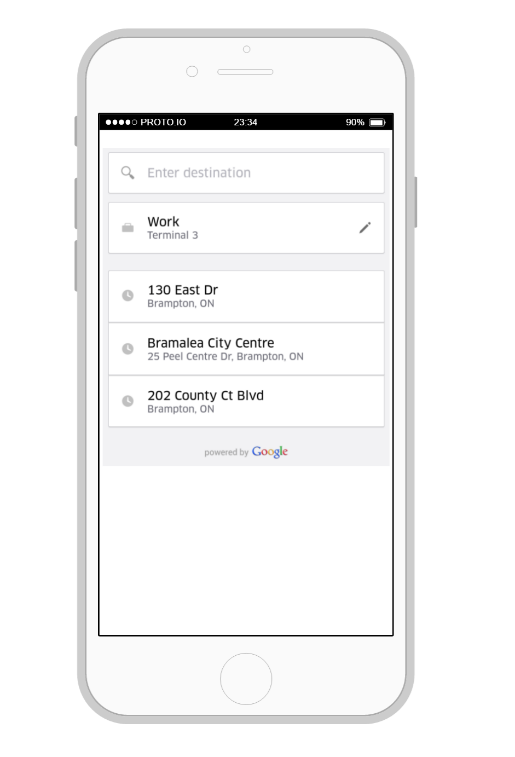 PROTO.IO 23:34 90%
Enter destination
Work
Terminal 3
130 East Dr
Brampton, ON
Bramalea City Centre
25 Peel Centre Dr, Brampton, ON
202 County Ct Blvd
Brampton, ON
powered by Google